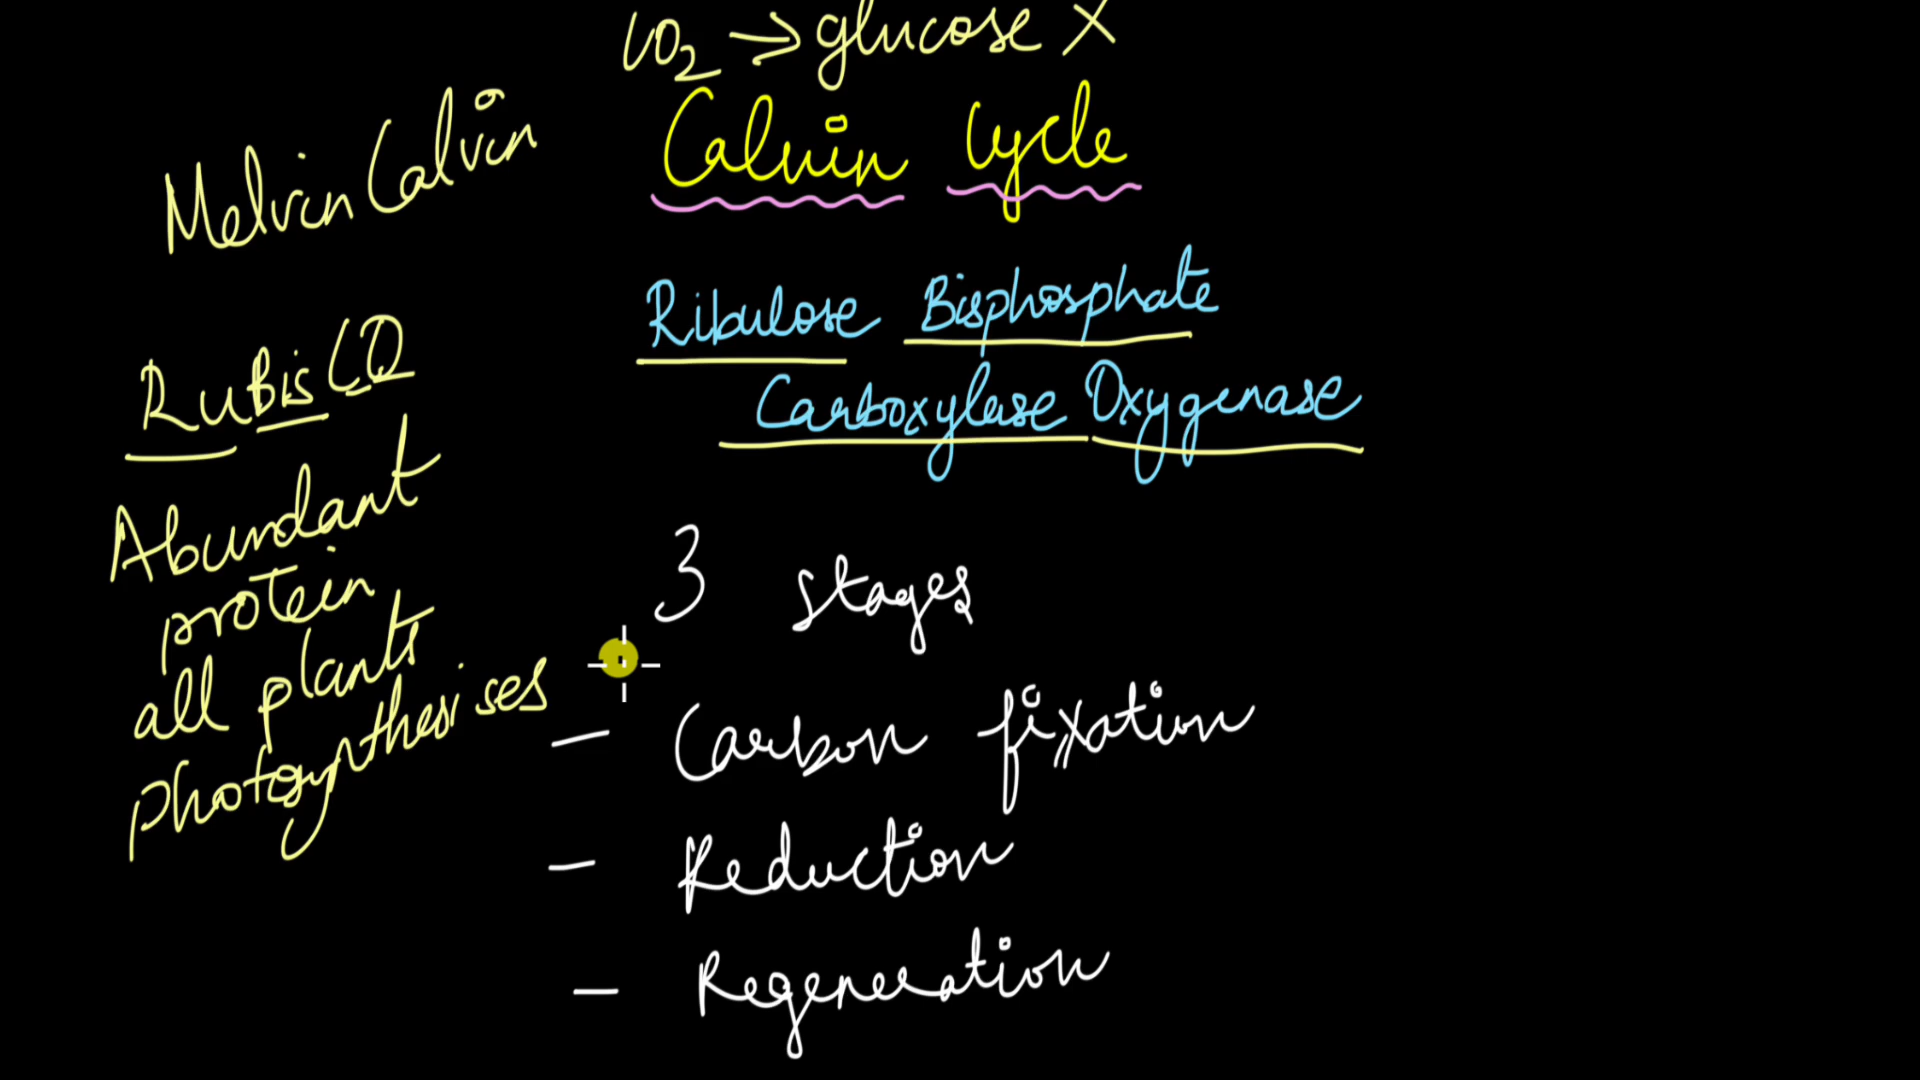 CO2 → glucose X
Calvin Cycle
Melvin Calvin
Ribulose Bisphosphate
Carboxylase Oxygenase
RuBisCO
Abundant
protein
all plants
photosynthesises
3 stages
- Carbon fixation
- Reduction
- Regeneration